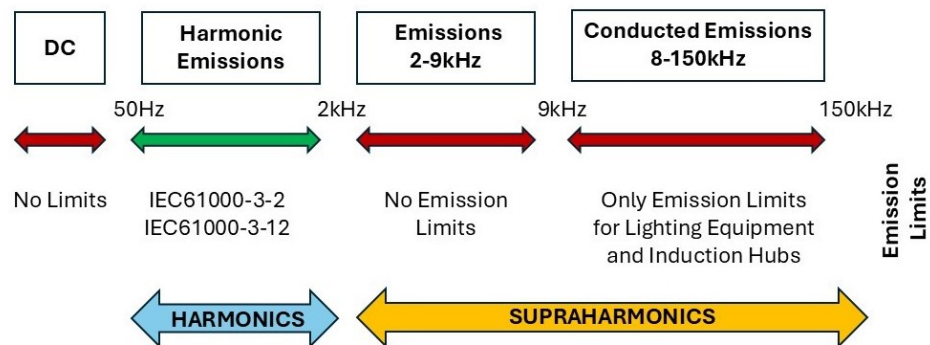 DC
Harmonic
Emissions
Emissions
2-9kHz
Conducted Emissions
8-150kHz
50Hz
2kHz
9kHz
150kHz
No Limits
IEC61000-3-2
IEC61000-3-12
No Emission
Limits
Only Emission Limits
for Lighting Equipment
and Induction Hubs
Emission
Limits
HARMONICS
SUPRAHARMONICS